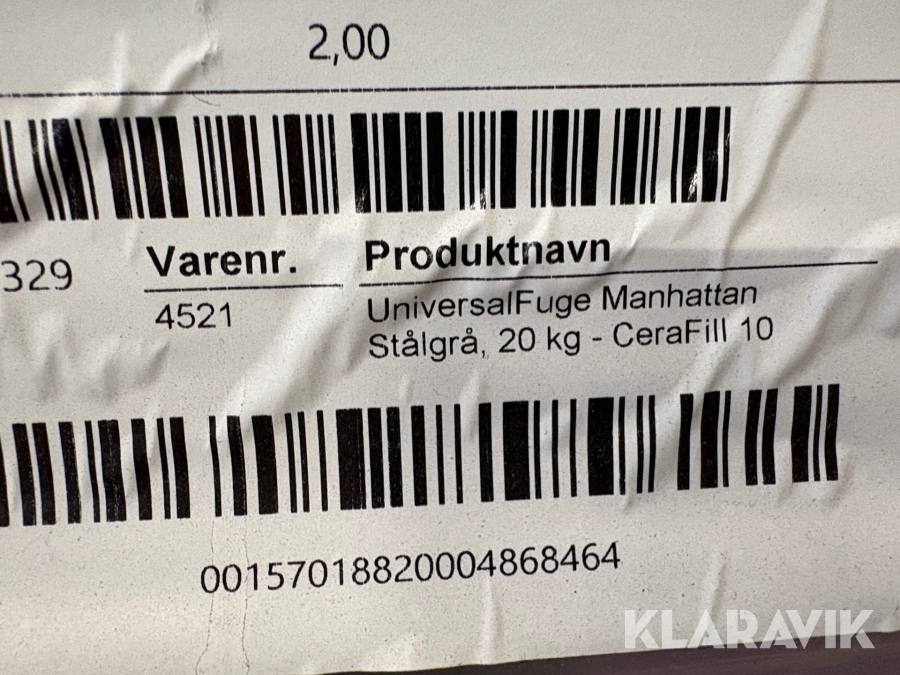 2,00
329
Varenr.
Produktnavn
4521
UniversalFuge Manhattan
Stålgrå, 20 kg - CeraFill 10
00157018820004868464
KLARAVIK